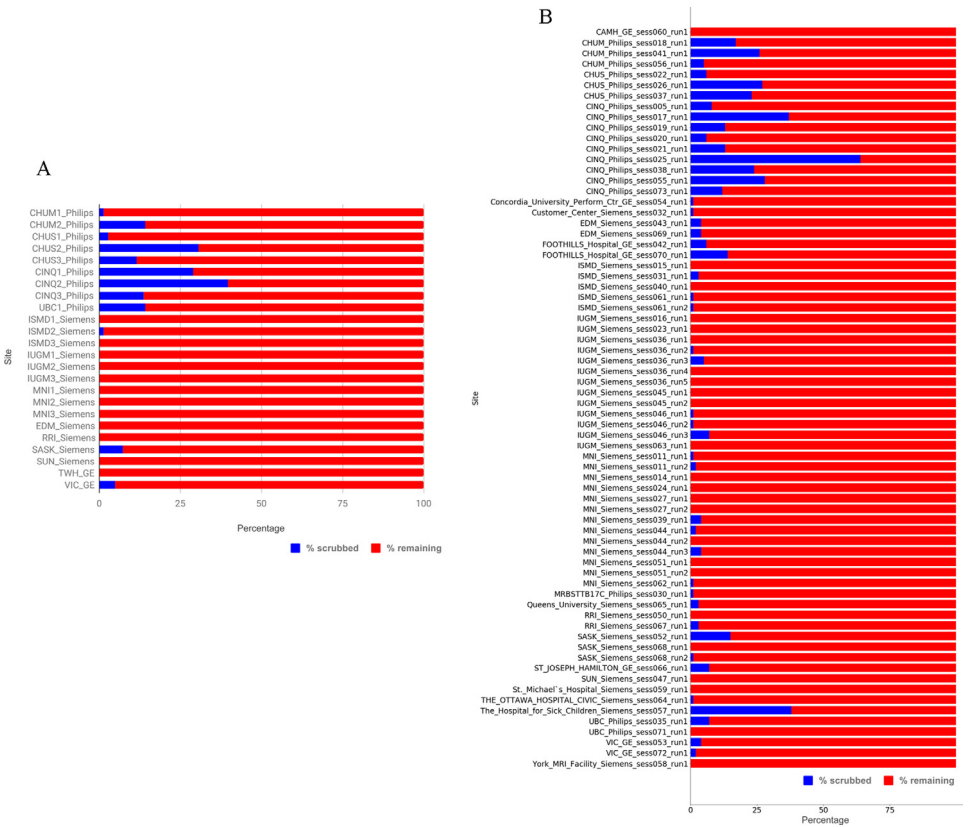 A
CHUM1_Philips
CHUM2_Philips
CHUS1_Philips
CHUS2_Philips
CHUS3_Philips
CINQ1_Philips
CINQ2_Philips
CINQ3_Philips
UBC1_Philips
ISMD1_Siemens
ISMD2_Siemens
ISMD3_Siemens
IUGM1_Siemens
IUGM2_Siemens
IUGM3_Siemens
MNI1_Siemens
MNI2_Siemens
MNI3_Siemens
EDM_Siemens
RRI_Siemens
SASK_Siemens
SUN_Siemens
TWH_GE
VIC_GE
Site
0 25 50 75 100
Percentage
% scrubbed % remaining
B
CAMH_GE_sess060_run1
CHUM_Philips_sess018_run1
CHUM_Philips_sess041_run1
CHUM_Philips_sess056_run1
CHUS_Philips_sess022_run1
CHUS_Philips_sess026_run1
CHUS_Philips_sess037_run1
CINQ_Philips_sess005_run1
CINQ_Philips_sess017_run1
CINQ_Philips_sess019_run1
CINQ_Philips_sess020_run1
CINQ_Philips_sess021_run1
CINQ_Philips_sess025_run1
CINQ_Philips_sess038_run1
CINQ_Philips_sess055_run1
CINQ_Philips_sess073_run1
Concordia_University_Perform_Ctr_GE_sess054_run1
Customer_Center_Siemens_sess032_run1
EDM_Siemens_sess043_run1
EDM_Siemens_sess069_run1
FOOTHILLS_Hospital_GE_sess042_run1
FOOTHILLS_Hospital_GE_sess070_run1
ISMD_Siemens_sess015_run1
ISMD_Siemens_sess031_run1
ISMD_Siemens_sess040_run1
ISMD_Siemens_sess061_run1
ISMD_Siemens_sess061_run2
IUGM_Siemens_sess016_run1
IUGM_Siemens_sess023_run1
IUGM_Siemens_sess036_run1
IUGM_Siemens_sess036_run2
IUGM_Siemens_sess036_run3
IUGM_Siemens_sess036_run4
IUGM_Siemens_sess036_run5
IUGM_Siemens_sess045_run1
IUGM_Siemens_sess045_run2
IUGM_Siemens_sess046_run1
IUGM_Siemens_sess046_run2
IUGM_Siemens_sess046_run3
IUGM_Siemens_sess063_run1
MNI_Siemens_sess011_run1
MNI_Siemens_sess011_run2
MNI_Siemens_sess014_run1
MNI_Siemens_sess024_run1
MNI_Siemens_sess027_run1
MNI_Siemens_sess027_run2
MNI_Siemens_sess039_run1
MNI_Siemens_sess044_run1
MNI_Siemens_sess044_run2
MNI_Siemens_sess044_run3
MNI_Siemens_sess051_run1
MNI_Siemens_sess051_run2
MNI_Siemens_sess062_run1
MRBSTTB17C_Philips_sess030_run1
Queens_University_Siemens_sess065_run1
RRI_Siemens_sess050_run1
RRI_Siemens_sess067_run1
SASK_Siemens_sess052_run1
SASK_Siemens_sess068_run1
SASK_Siemens_sess068_run2
ST_JOSEPH_HAMILTON_GE_sess066_run1
SUN_Siemens_sess047_run1
St._Michael`s_Hospital_Siemens_sess059_run1
THE_OTTAWA_HOSPITAL_CIVIC_Siemens_sess064_run1
The_Hospital_for_Sick_Children_Siemens_sess057_run1
UBC_Philips_sess035_run1
UBC_Philips_sess071_run1
VIC_GE_sess053_run1
VIC_GE_sess072_run1
York_MRI_Facility_Siemens_sess058_run1
Site
% scrubbed % remaining
0 25 50 75
Percentage